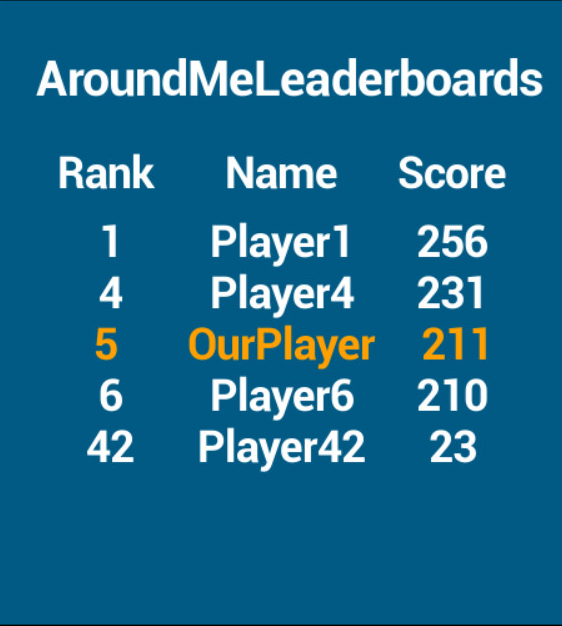 AroundMeLeaderboards
Rank Name Score
1 Player1 256
4 Player4 231
5 OurPlayer 211
6 Player6 210
42 Player42 23